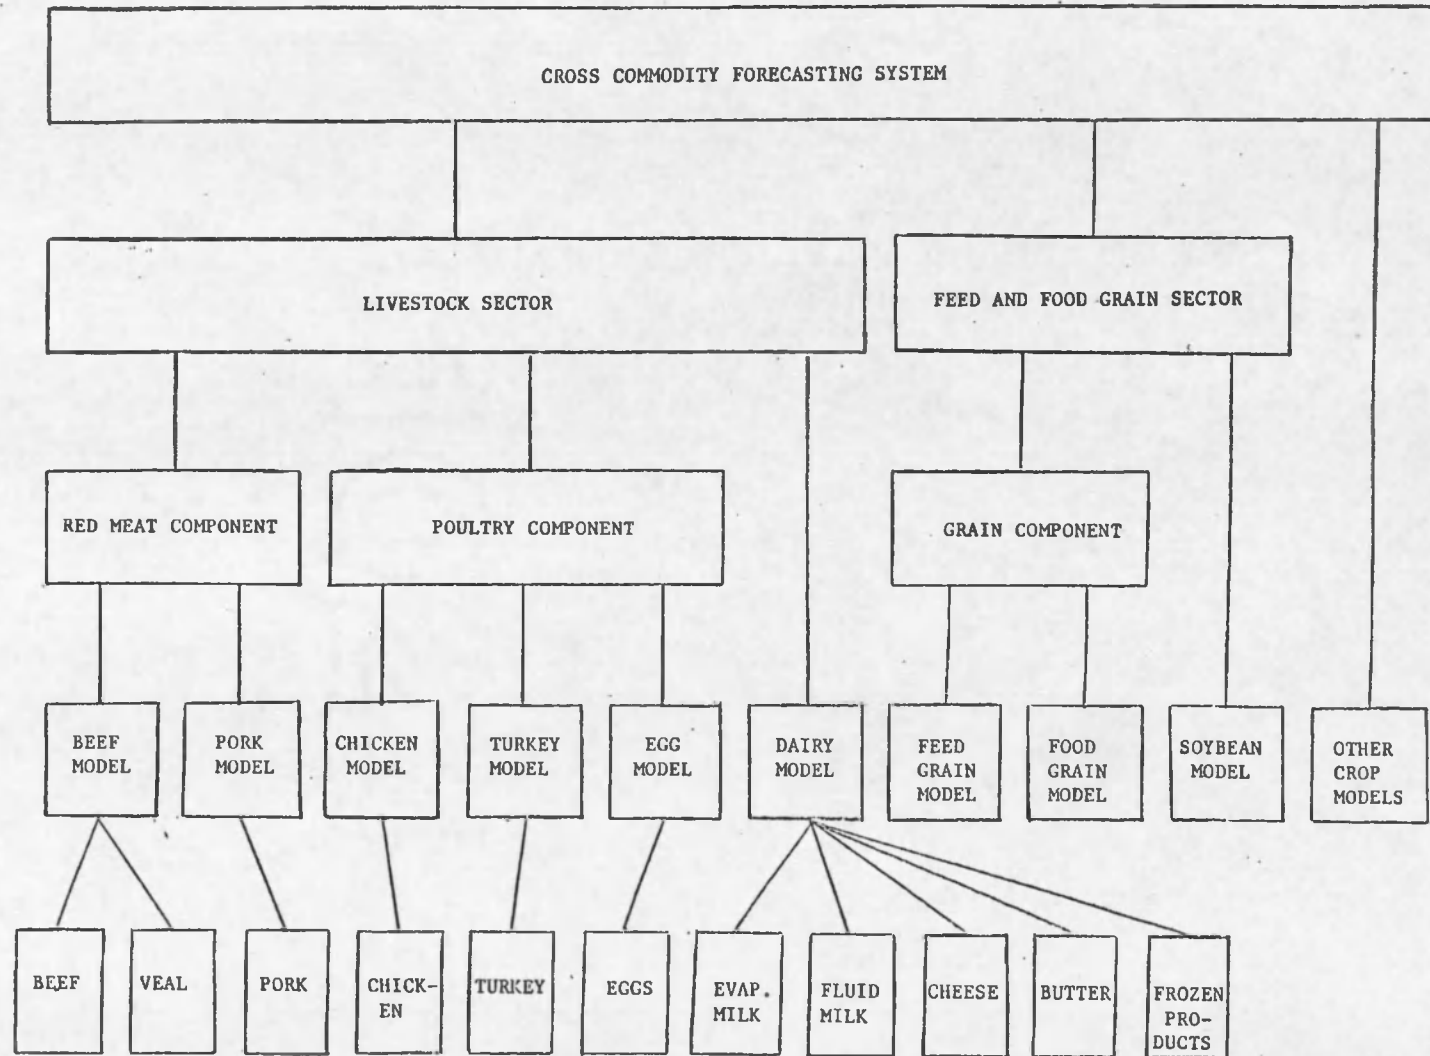 CROSS COMMODITY FORECASTING SYSTEM
LIVESTOCK SECTOR
FEED AND FOOD GRAIN SECTOR
RED MEAT COMPONENT
POULTRY COMPONENT
GRAIN COMPONENT
BEEF
MODEL
PORK
MODEL
CHICKEN
MODEL
TURKEY
MODEL
EGG
MODEL
DAIRY
MODEL
FEED
GRAIN
MODEL
FOOD
GRAIN
MODEL
SOYBEAN
MODEL
OTHER
CROP
MODELS
BEEF
VEAL
PORK
CHICK-
EN
TURKEY
EGGS
EVAP.
MILK
FLUID
MILK
CHEESE
BUTTER
FROZEN
PRO-
DUCTS